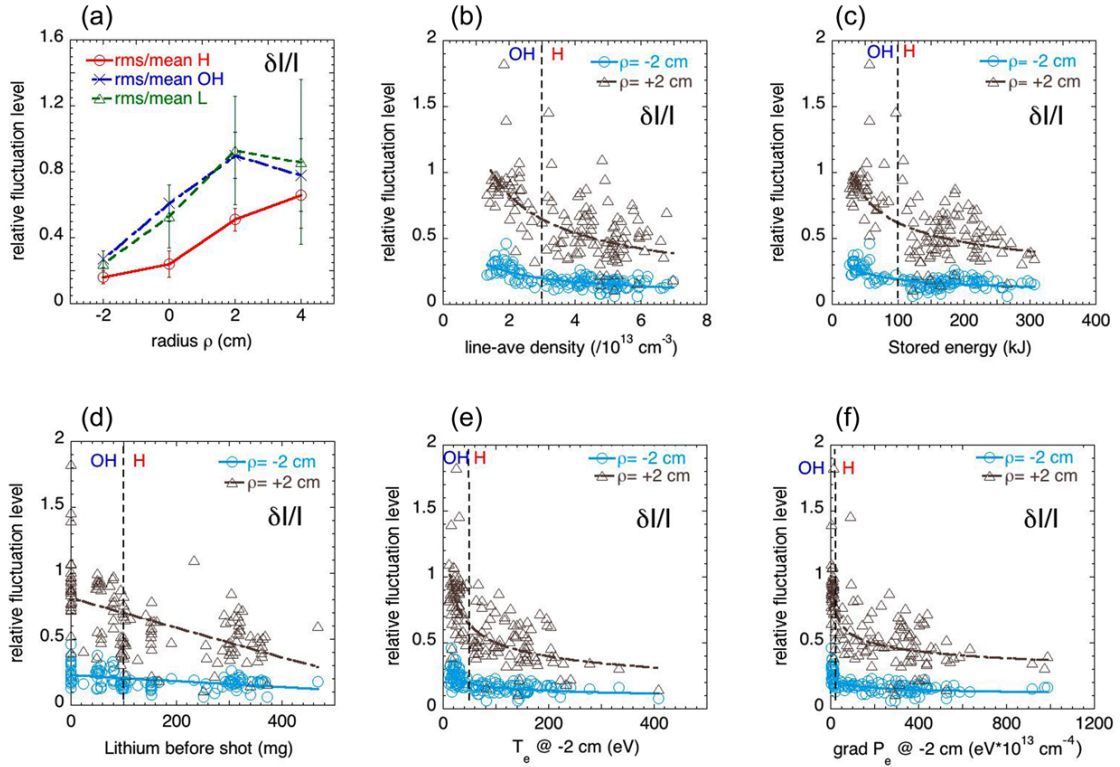 (a)
1.6
1.2
0.8
0.4
0
-2
0
2
4
relative fluctuation level
radius ρ (cm)
rms/mean H
rms/mean OH
rms/mean L
δI/I
(b)
2
1.5
1
0.5
0
0
2
4
6
8
relative fluctuation level
line-ave density (/10^13 cm^-3)
OH
H
ρ= -2 cm
ρ= +2 cm
δI/I
(c)
2
1.5
1
0.5
0
0
100
200
300
400
relative fluctuation level
Stored energy (kJ)
OH
H
ρ= -2 cm
ρ= +2 cm
δI/I
(d)
2
1.5
1
0.5
0
0
200
400
relative fluctuation level
Lithium before shot (mg)
OH
H
ρ= -2 cm
ρ= +2 cm
δI/I
(e)
2
1.5
1
0.5
0
0
200
400
relative fluctuation level
T_e @ -2 cm (eV)
OH
H
ρ= -2 cm
ρ= +2 cm
δI/I
(f)
2
1.5
1
0.5
0
0
400
800
1200
relative fluctuation level
grad P_e @ -2 cm (eV*10^13 cm^-4)
OH
H
ρ= -2 cm
ρ= +2 cm
δI/I